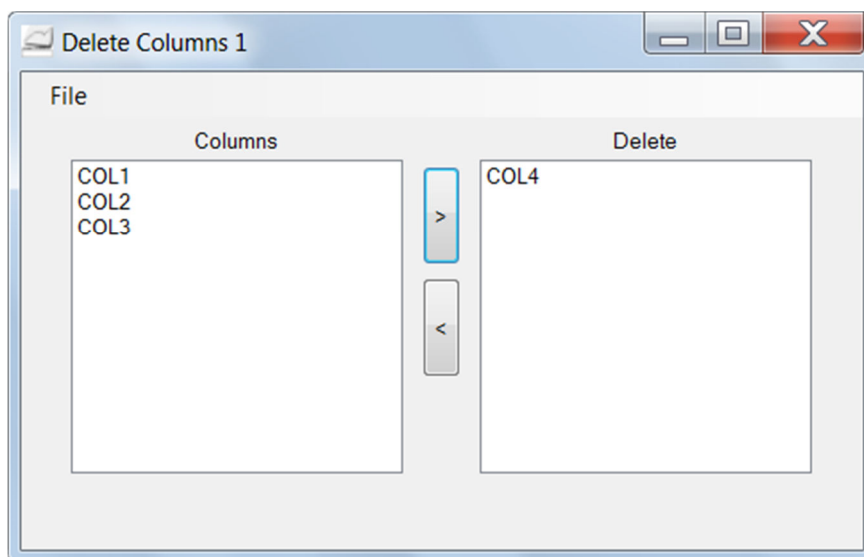 Delete Columns 1
File
Columns
Delete
COL1
COL2
COL3
COL4
>
<